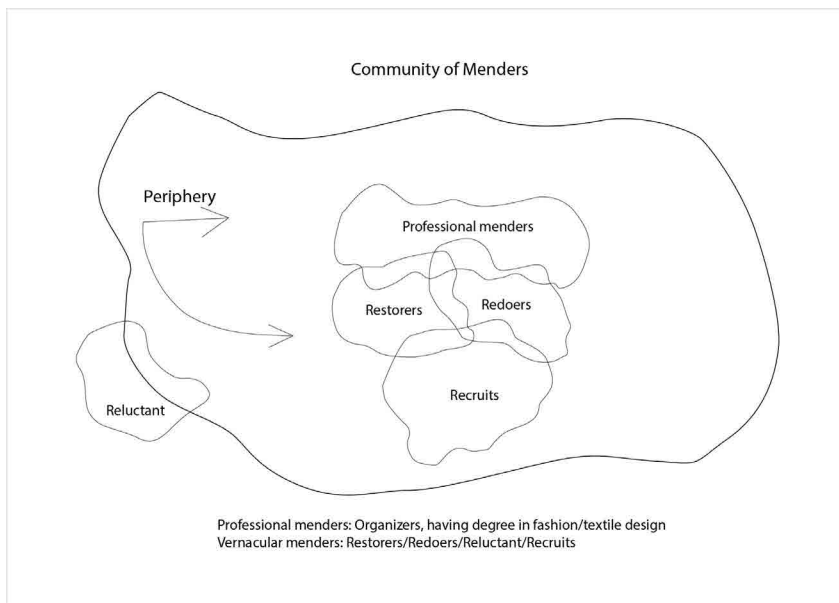 Community of Menders
Periphery
Professional menders
Restorers
Redoers
Recruits
Reluctant
Professional menders: Organizers, having degree in fashion/textile design
Vernacular menders: Restorers/Redoers/Reluctant/Recruits